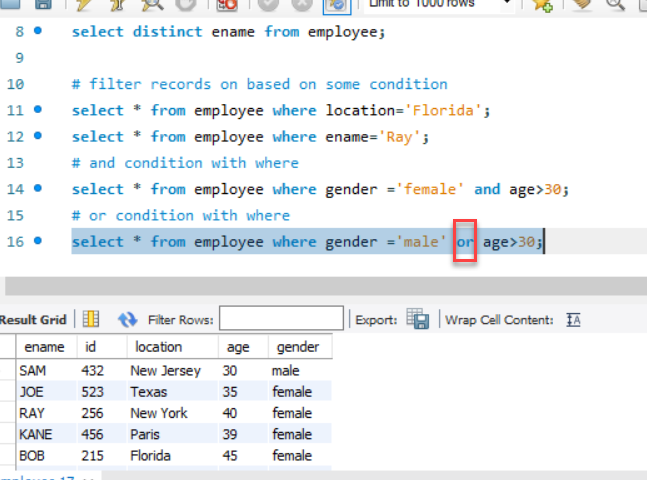 Limit to 1000 rows
8 select distinct ename from employee;
9
10 # filter records on based on some condition
11 select * from employee where location='Florida';
12 select * from employee where ename='Ray';
13 # and condition with where
14 select * from employee where gender ='female' and age>30;
15 # or condition with where
16 select * from employee where gender ='male' or age>30;
Result Grid Filter Rows: Export: Wrap Cell Content:
ename id location age gender
SAM 432 New Jersey 30 male
JOE 523 Texas 35 female
RAY 256 New York 40 female
KANE 456 Paris 39 female
BOB 215 Florida 45 female